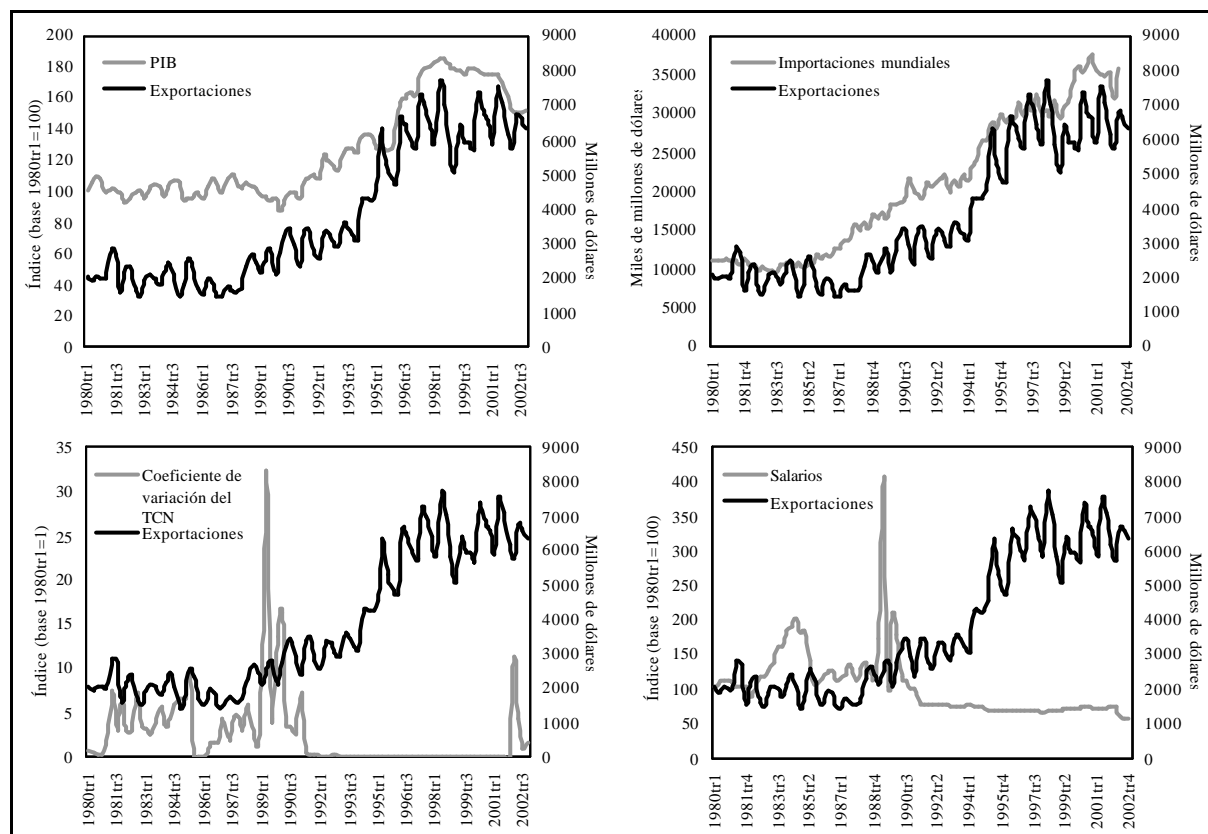 Índice (base 1980tr1=100)
200
180
160
140
120
100
80
60
40
20
0
PIB
Exportaciones
9000
8000
7000
6000
5000
4000
3000
2000
1000
0
Millones de dólares
1980tr1
1981tr3
1983tr1
1984tr3
1986tr1
1987tr3
1989tr1
1990tr3
1992tr1
1993tr3
1995tr1
1996tr3
1998tr1
1999tr3
2001tr1
2002tr3
Miles de millones de dólares
40000
35000
30000
25000
20000
15000
10000
5000
0
Importaciones mundiales
Exportaciones
9000
8000
7000
6000
5000
4000
3000
2000
1000
0
Millones de dólares
1980tr1
1981tr4
1983tr3
1985tr2
1987tr1
1988tr4
1990tr3
1992tr2
1994tr1
1995tr4
1997tr3
1999tr2
2001tr1
2002tr4
Índice (base 1980tr1=1)
35
30
25
20
15
10
5
0
Coeficiente de
variación del
TCN
Exportaciones
9000
8000
7000
6000
5000
4000
3000
2000
1000
0
Millones de dólares
1980tr1
1981tr3
1983tr1
1984tr3
1986tr1
1987tr3
1989tr1
1990tr3
1992tr1
1993tr3
1995tr1
1996tr3
1998tr1
1999tr3
2001tr1
2002tr3
Índice (base 1980tr1=100)
450
400
350
300
250
200
150
100
50
0
Salarios
Exportaciones
9000
8000
7000
6000
5000
4000
3000
2000
1000
0
Millones de dólares
1980tr1
1981tr4
1983tr3
1985tr2
1987tr1
1988tr4
1990tr3
1992tr2
1994tr1
1995tr4
1997tr3
1999tr2
2001tr1
2002tr4